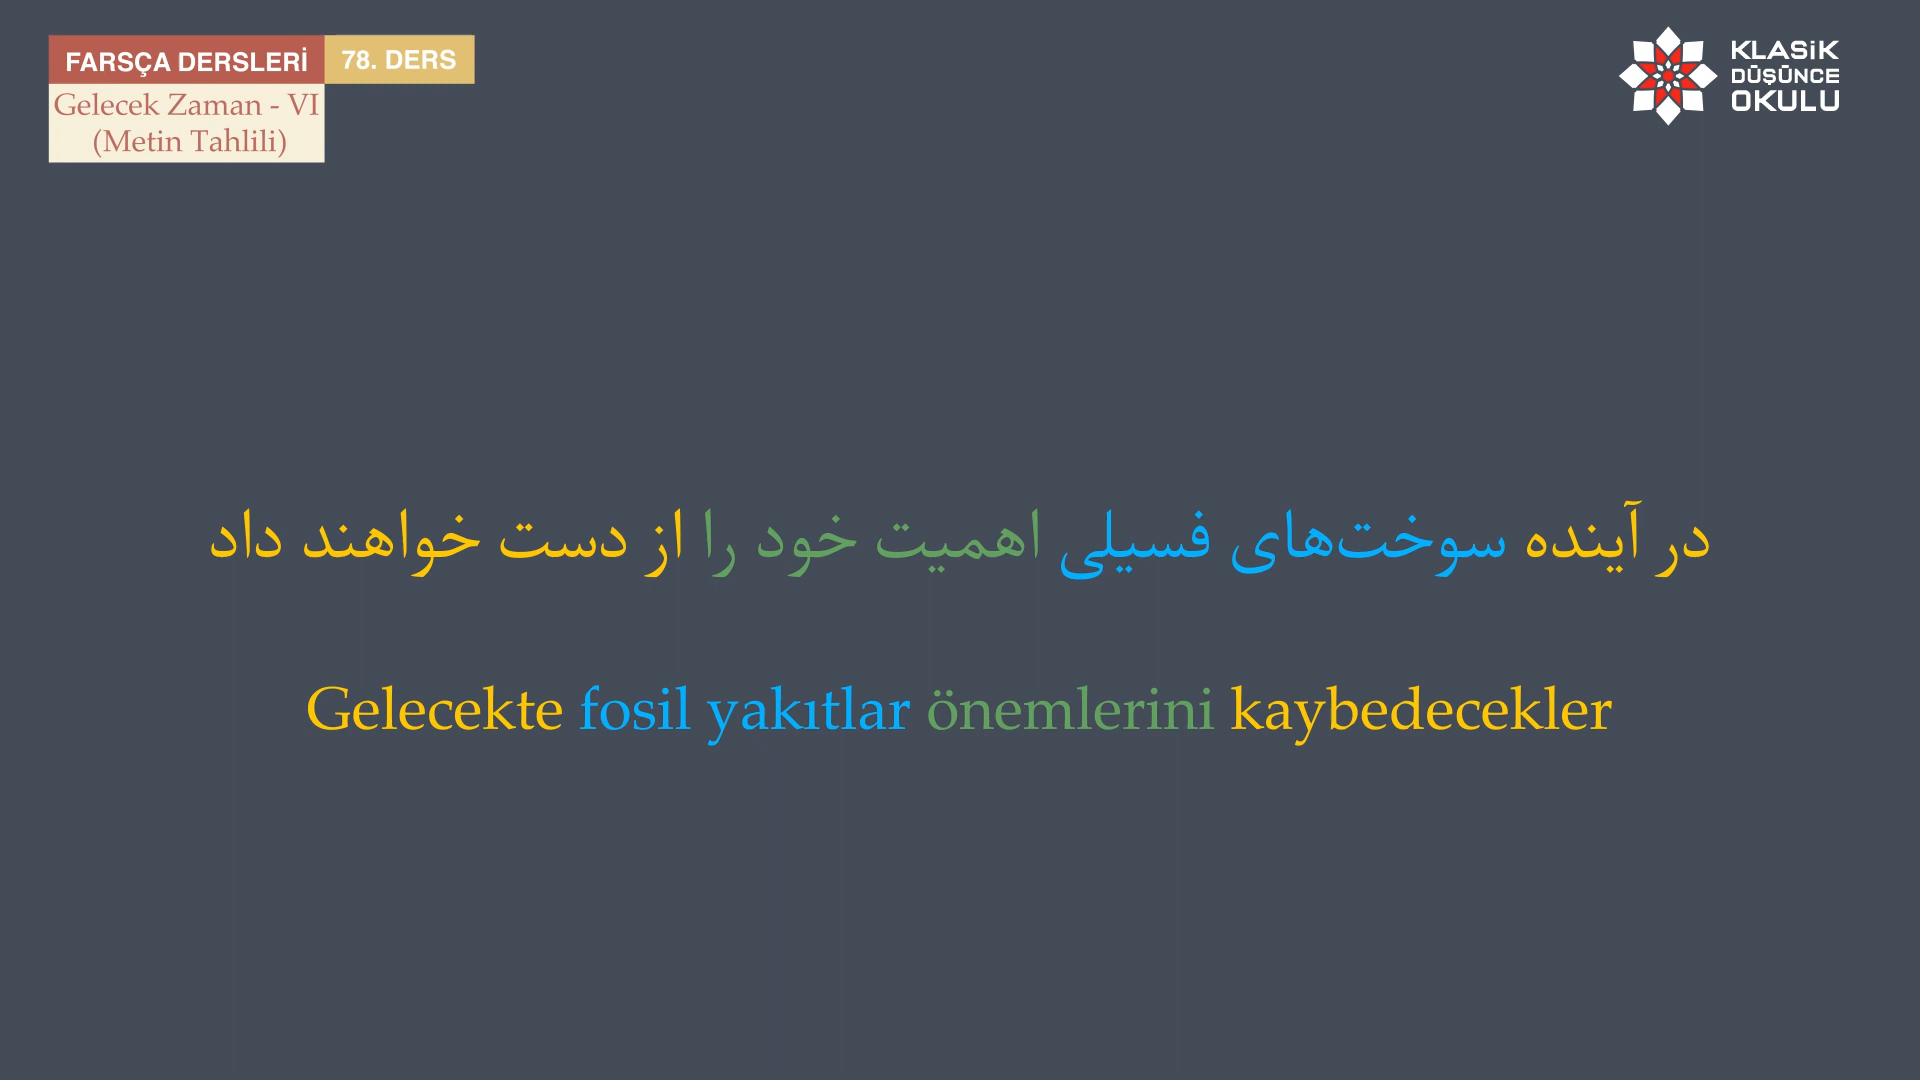 FARSÇA DERSLERİ 78. DERS
Gelecek Zaman - VI
(Metin Tahlili)
KLASiK
DÜŞÜNCE
OKULU
در آینده سوخت‌های فسیلی اهمیت خود را از دست خواهند داد
Gelecekte fosil yakıtlar önemlerini kaybedecekler